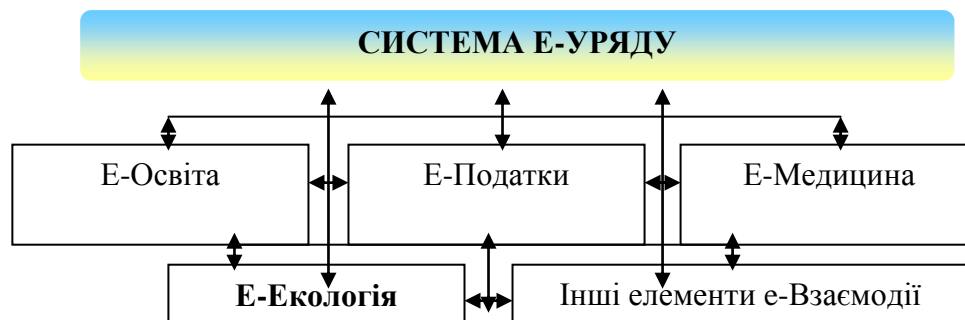 СИСТЕМА Е-УРЯДУ
Е-Освіта
Е-Податки
Е-Медицина
Е-Екологія
Інші елементи е-Взаємодії